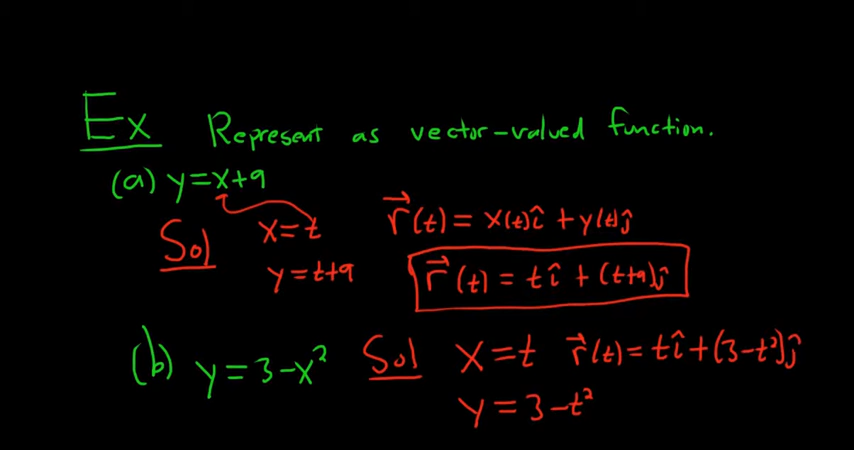 Ex Represent as vector-valued function.
(a) y=x+9
Sol x=t r⃗(t) = x(t)î + y(t)ĵ
y=t+9 r⃗(t) = tî + (t+9)ĵ
(b) y=3-x² Sol x=t r⃗(t) = tî+(3-t²)ĵ
y=3-t²